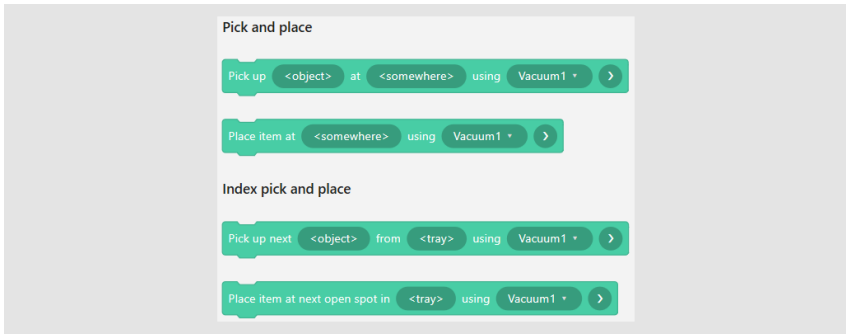 Pick and place
Pick up <object> at <somewhere> using Vacuum1
Place item at <somewhere> using Vacuum1
Index pick and place
Pick up next <object> from <tray> using Vacuum1
Place item at next open spot in <tray> using Vacuum1